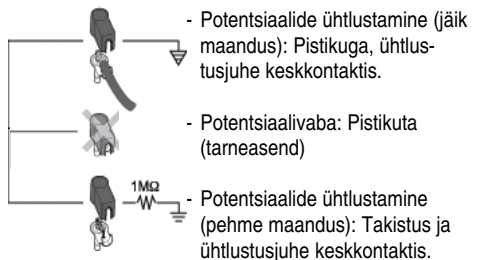 - Potentsiaalide ühtlustamine (jäik
maandus): Pistikuga, ühtlus-
tusjuhe keskkontaktis.
- Potentsiaalivaba: Pistikuta
(tarneasend)
1MΩ
- Potentsiaalide ühtlustamine
(pehme maandus): Takistus ja
ühtlustusjuhe keskkontaktis.